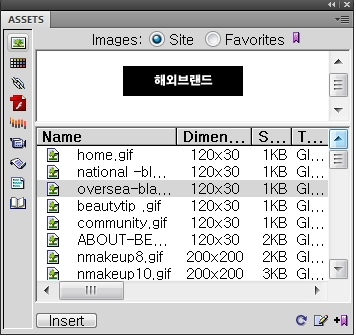 ASSETS
Images: Site Favorites
해외브랜드
Name Dimen... S... T...
home.gif 120x30 1KB GI...
national -bl... 120x30 1KB GI...
oversea-bla... 120x30 1KB GI...
beautytip .gif 120x30 1KB GI...
community.gif 120x30 1KB GI...
ABOUT-BE... 120x30 2KB GI...
nmakeup8.gif 200x200 2KB GI...
nmakeup10.gif 200x200 3KB GI...
Insert